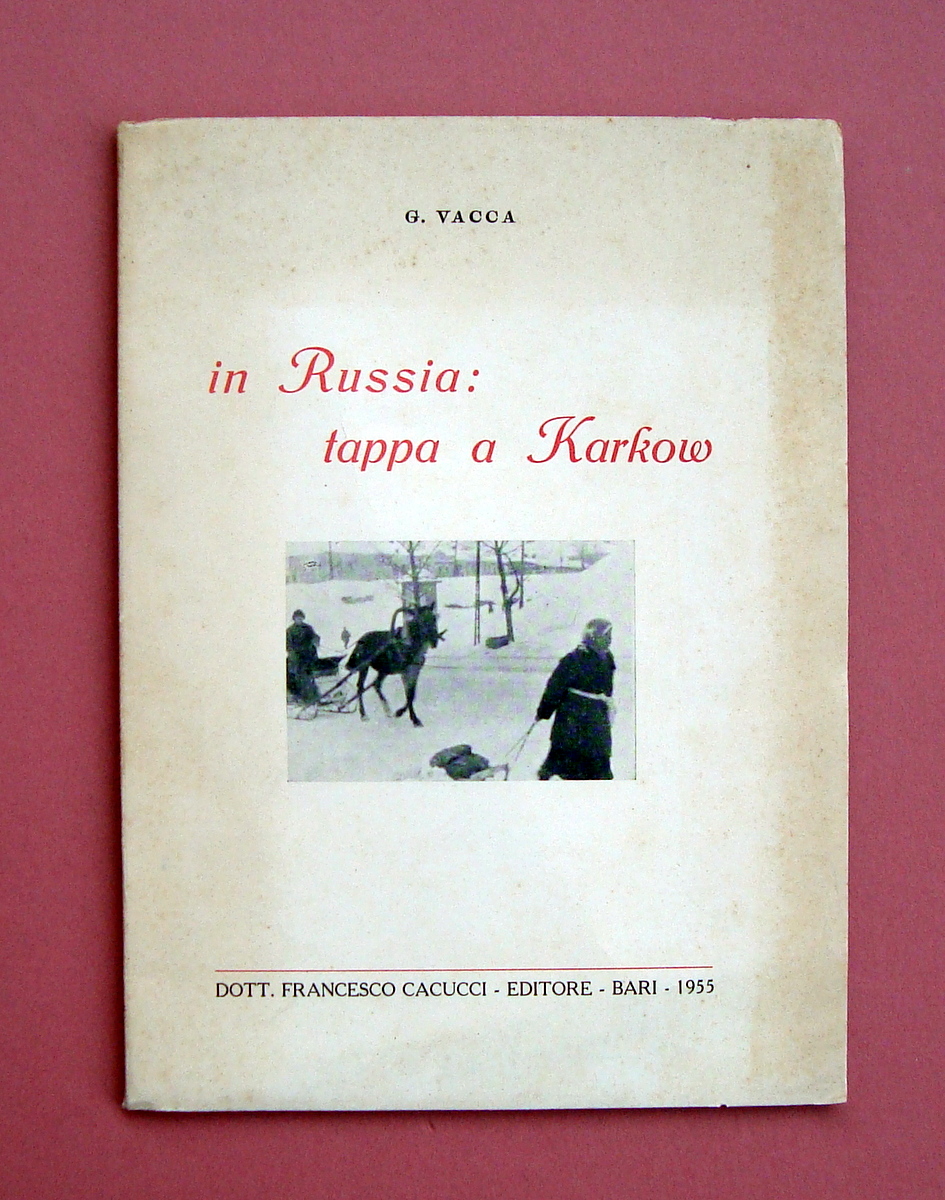 G. VACCA
in Russia:
tappa a Karkow
DOTT. FRANCESCO CACUCCI - EDITORE - BARI - 1955